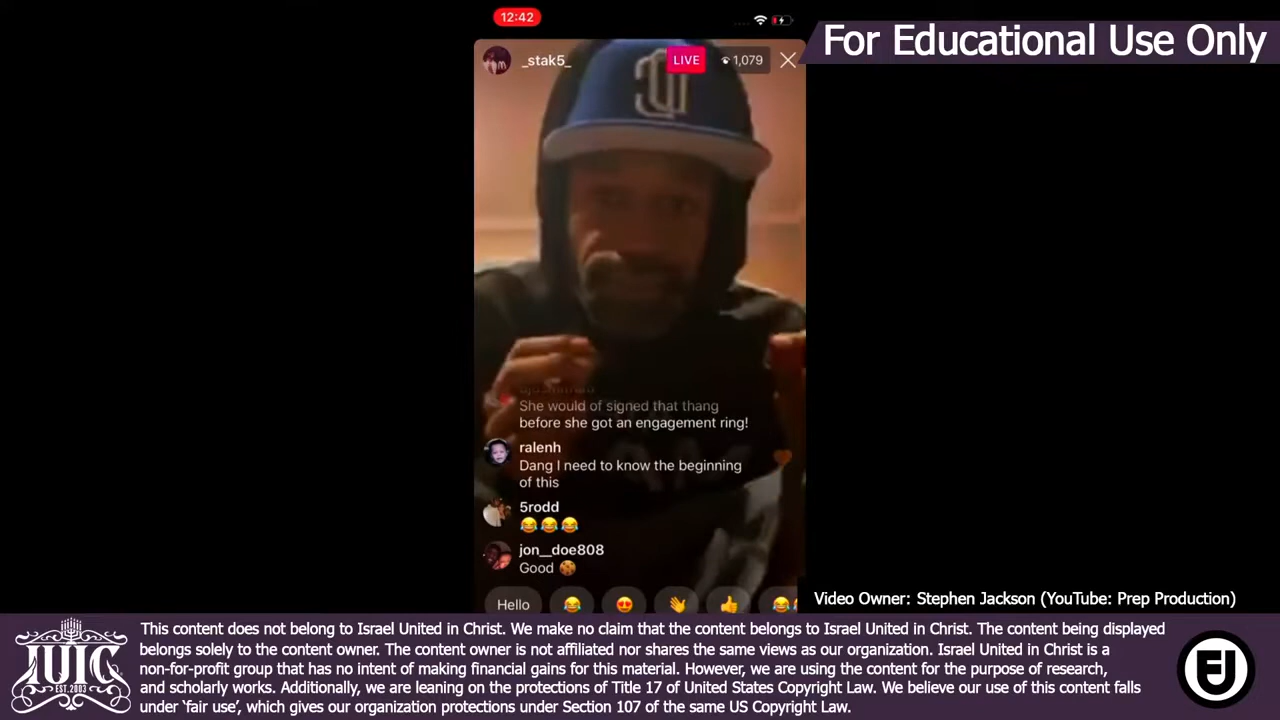 12:42
For Educational Use Only
_stak5_
LIVE
1,079
She would of signed that thang
before she got an engagement ring!
ralenh
Dang I need to know the beginning
of this
5rodd
😂😂😂
jon__doe808
Good 🍪
Hello
Video Owner: Stephen Jackson (YouTube: Prep Production)
This content does not belong to Israel United in Christ. We make no claim that the content belongs to Israel United in Christ. The content being displayed
belongs solely to the content owner. The content owner is not affiliated nor shares the same views as our organization. Israel United in Christ is a
non-for-profit group that has no intent of making financial gains for this material. However, we are using the content for the purpose of research,
and scholarly works. Additionally, we are leaning on the protections of Title 17 of United States Copyright Law. We believe our use of this content falls
under ‘fair use’, which gives our organization protections under Section 107 of the same US Copyright Law.
IUIC
EST. 2003